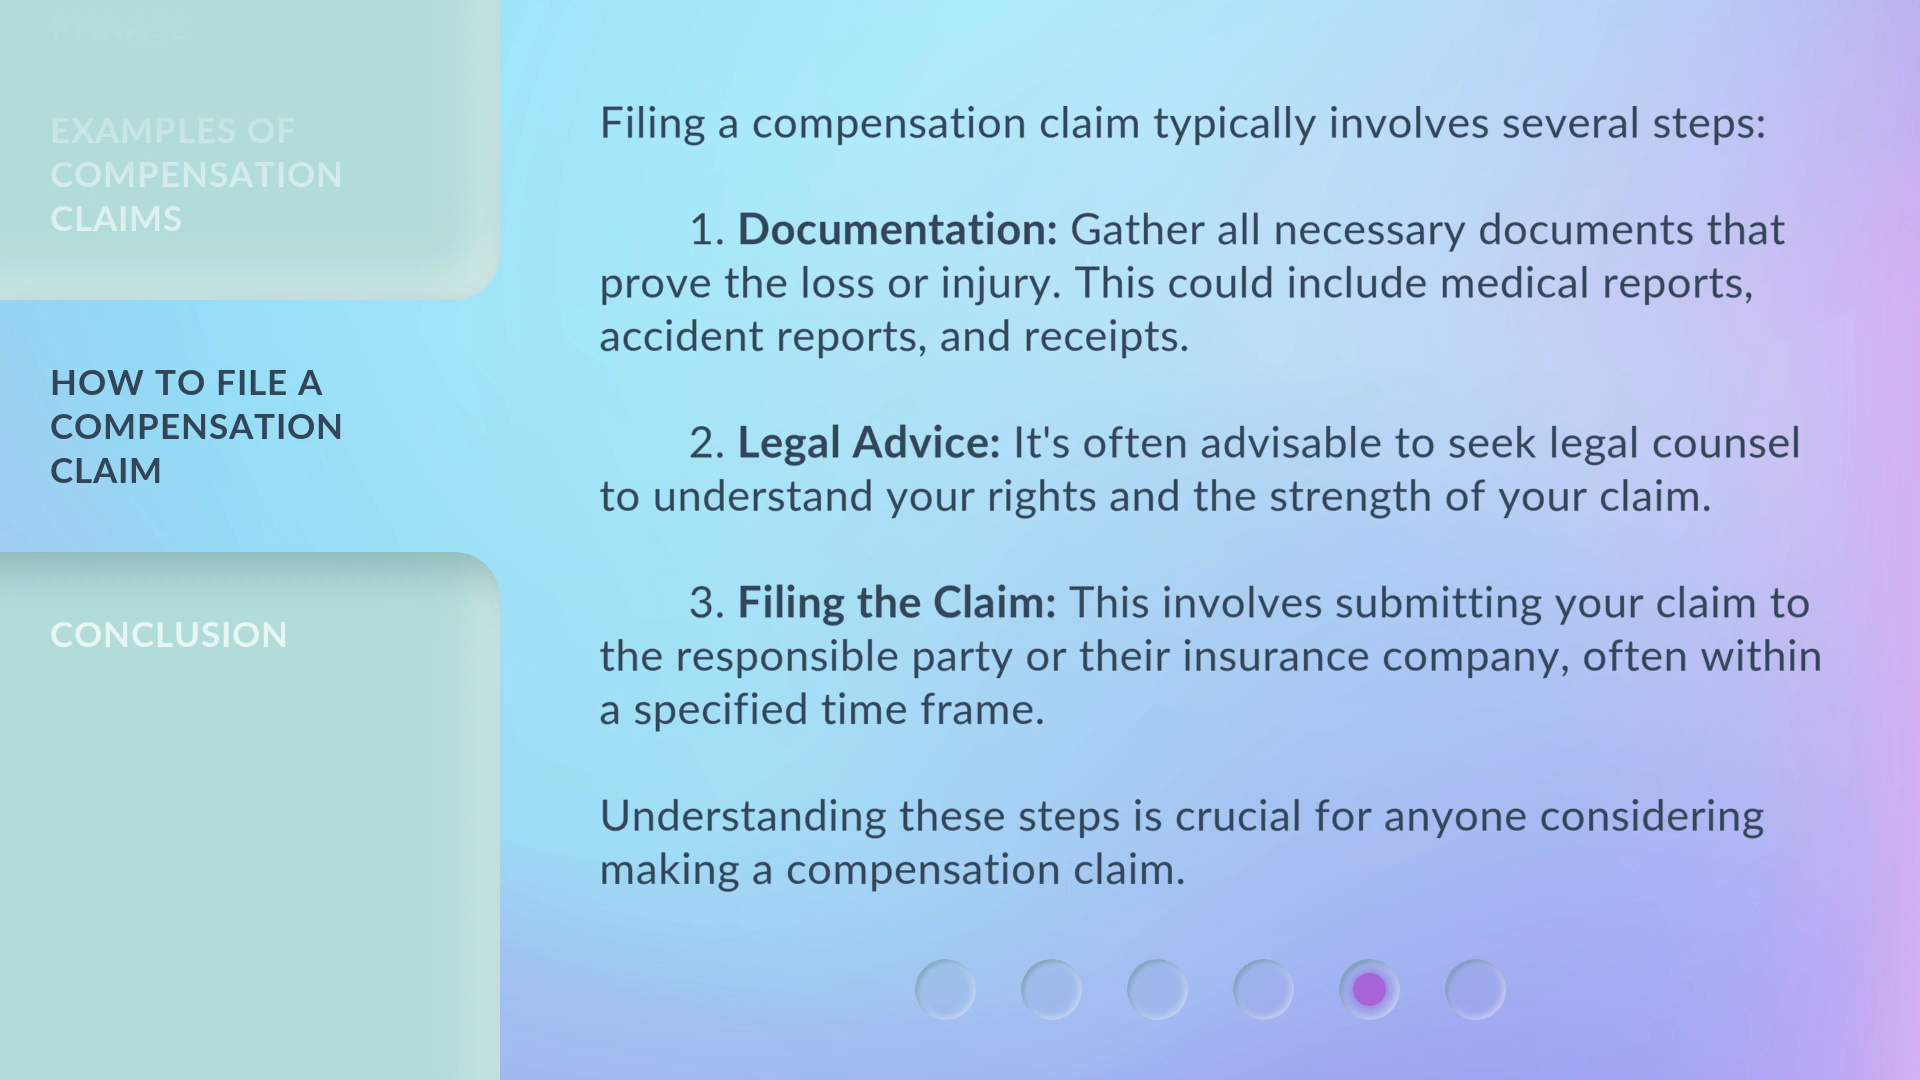 PHRASE
EXAMPLES OF
COMPENSATION
CLAIMS
HOW TO FILE A
COMPENSATION
CLAIM
CONCLUSION
Filing a compensation claim typically involves several steps:
1. Documentation: Gather all necessary documents that
prove the loss or injury. This could include medical reports,
accident reports, and receipts.
2. Legal Advice: It's often advisable to seek legal counsel
to understand your rights and the strength of your claim.
3. Filing the Claim: This involves submitting your claim to
the responsible party or their insurance company, often within
a specified time frame.
Understanding these steps is crucial for anyone considering
making a compensation claim.